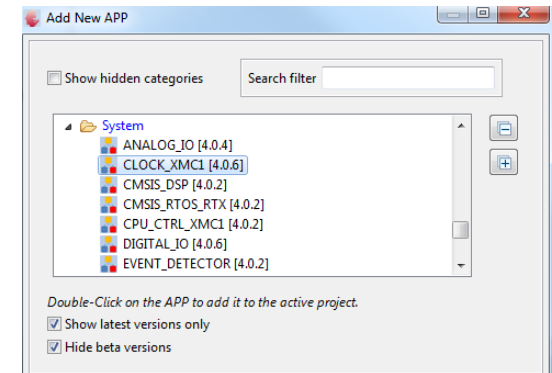 Add New APP
Show hidden categories
Search filter
System
ANALOG_IO [4.0.4]
CLOCK_XMC1 [4.0.6]
CMSIS_DSP [4.0.2]
CMSIS_RTOS_RTX [4.0.2]
CPU_CTRL_XMC1 [4.0.2]
DIGITAL_IO [4.0.6]
EVENT_DETECTOR [4.0.2]
Double-Click on the APP to add it to the active project.
Show latest versions only
Hide beta versions